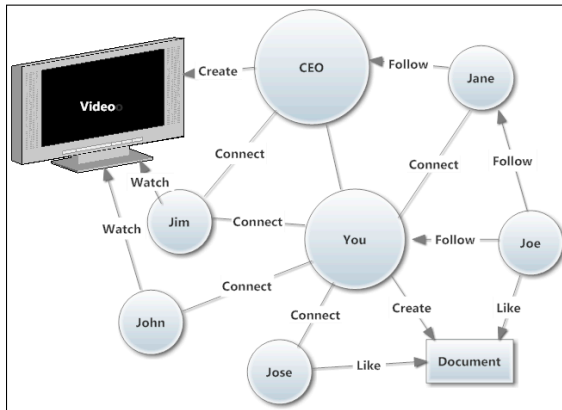 CEO
Follow
Jane
Create
Video
Connect
Connect
Follow
Watch
Jim
Connect
You
Follow
Joe
Watch
Connect
John
Connect
Create
Like
Jose
Like
Document